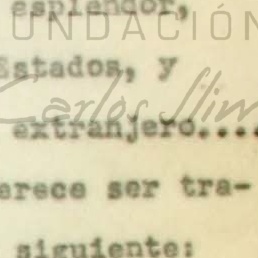 esplendor,
FUNDACIÓN
Estados, y
Carlos Slim
extranjero....
erece ser tra-
siguiente: